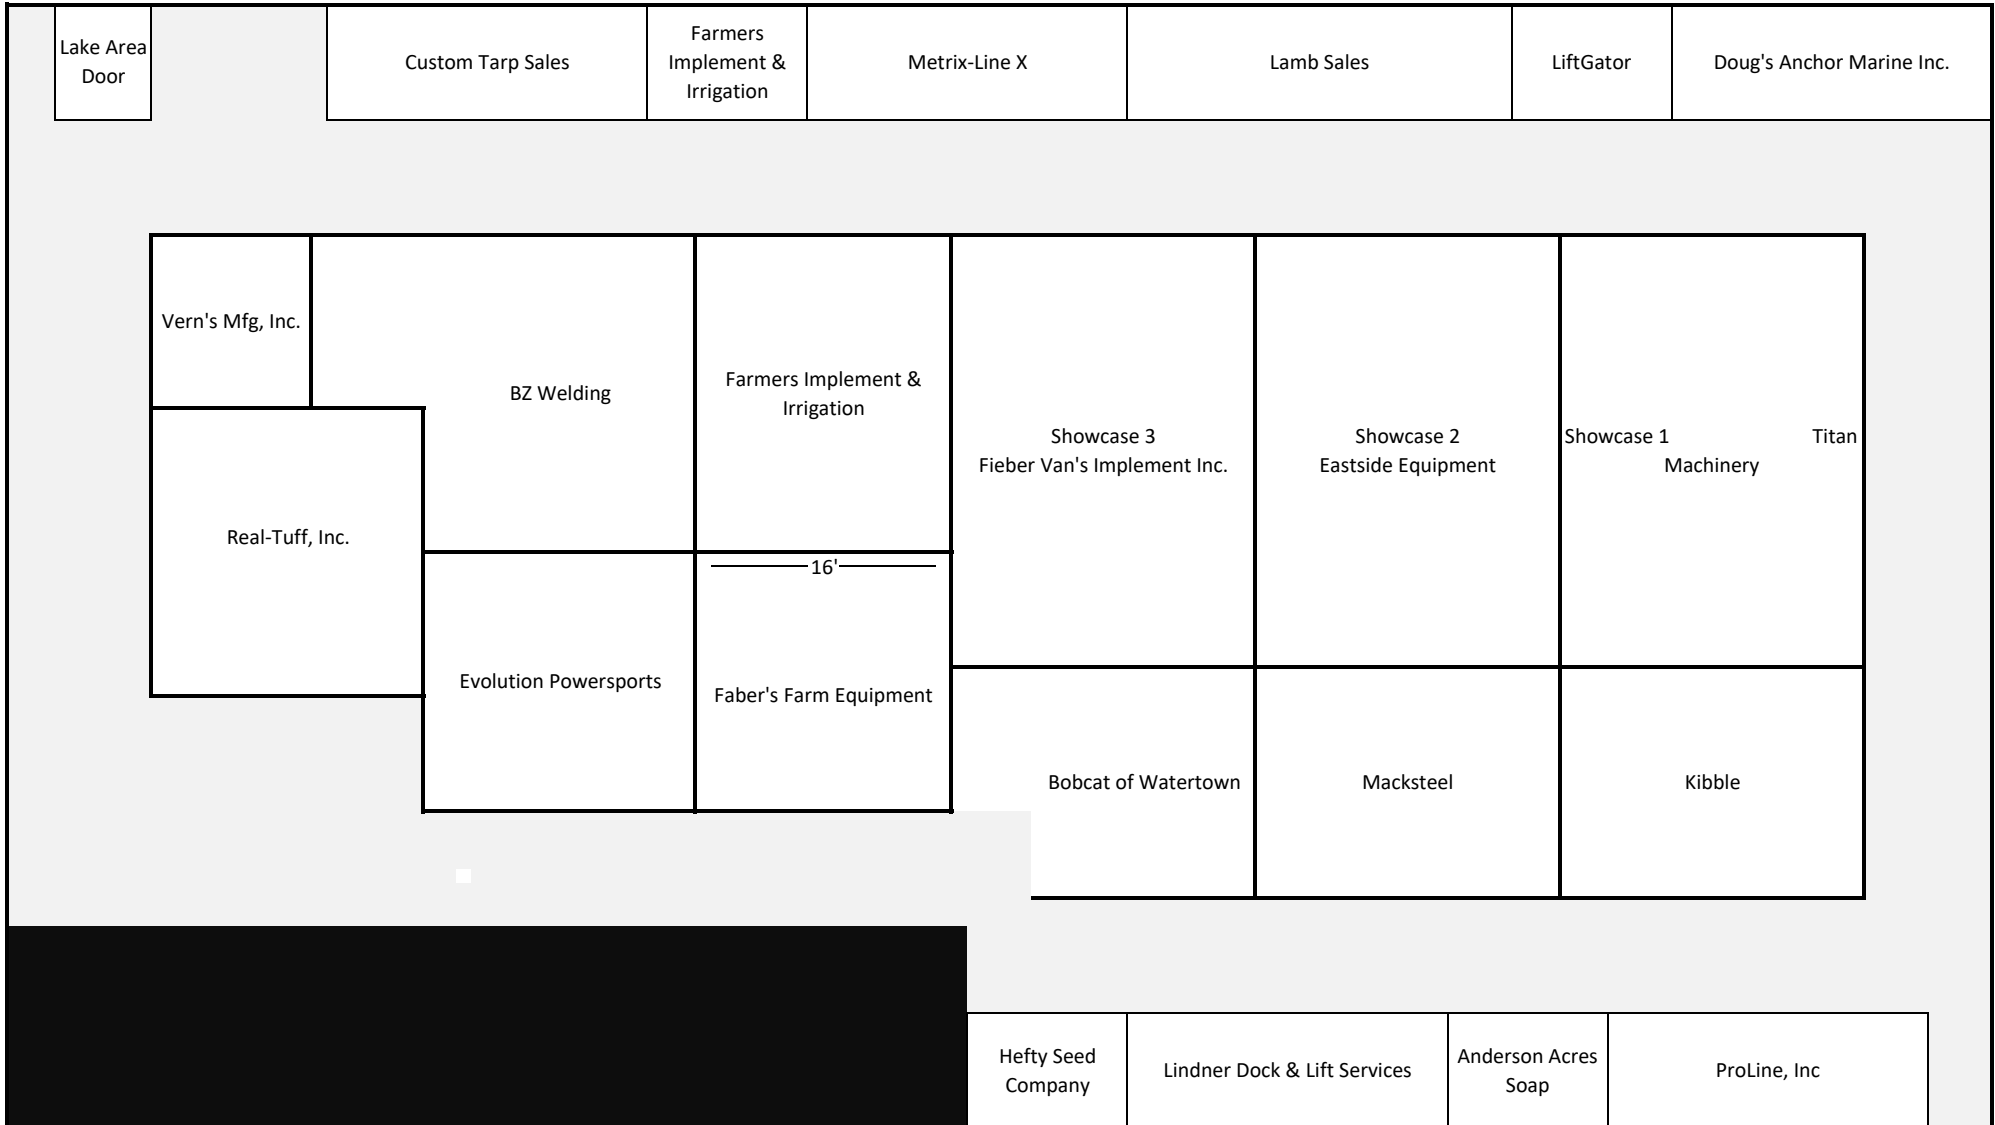 Lake Area
Door
Custom Tarp Sales
Farmers
Implement &
Irrigation
Metrix-Line X
Lamb Sales
LiftGator
Doug's Anchor Marine Inc.
Vern's Mfg, Inc.
BZ Welding
Farmers Implement &
Irrigation
Showcase 3
Fieber Van's Implement Inc.
Showcase 2
Eastside Equipment
Showcase 1 Titan
Machinery
Real-Tuff, Inc.
16'
Evolution Powersports
Faber's Farm Equipment
Bobcat of Watertown
Macksteel
Kibble
Hefty Seed
Company
Lindner Dock & Lift Services
Anderson Acres
Soap
ProLine, Inc